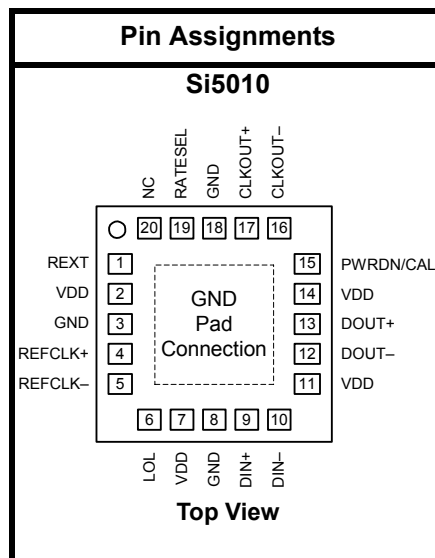 Pin Assignments
Si5010
NC
RATESEL
GND
CLKOUT+
CLKOUT–
20 19 18 17 16
REXT 1
VDD 2
GND 3
REFCLK+ 4
REFCLK– 5
GND
Pad
Connection
15 PWRDN/CAL
14 VDD
13 DOUT+
12 DOUT–
11 VDD
6 7 8 9 10
LOL
VDD
GND
DIN+
DIN–
Top View